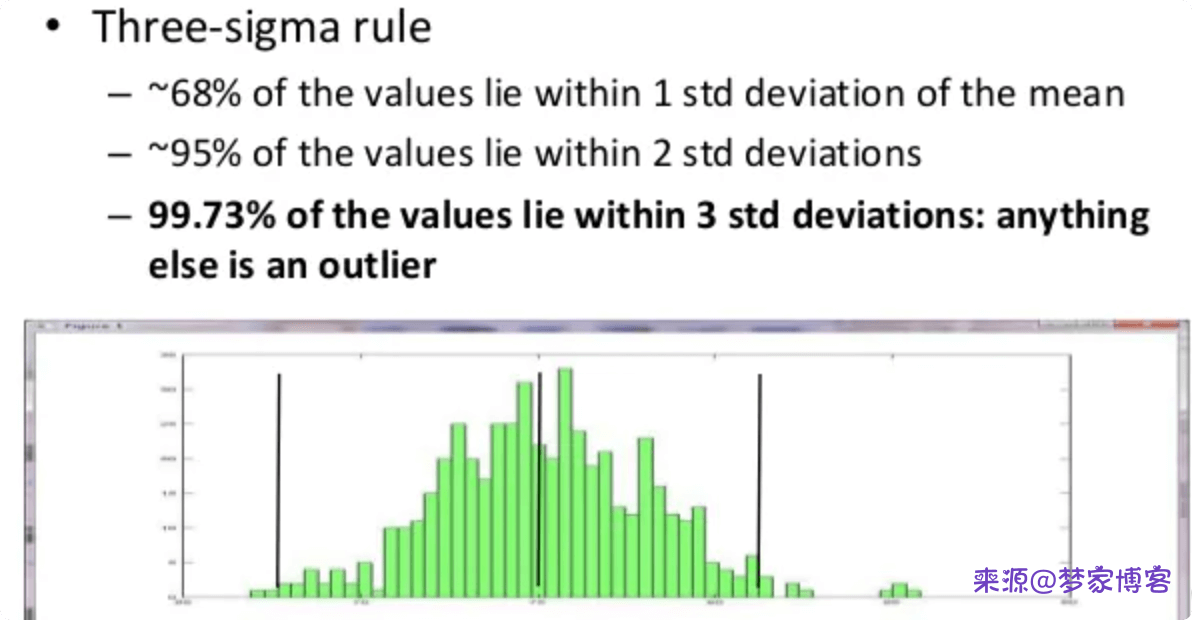 • Three-sigma rule
– ~68% of the values lie within 1 std deviation of the mean
– ~95% of the values lie within 2 std deviations
– 99.73% of the values lie within 3 std deviations: anything
else is an outlier
Figure 1
来源@梦家博客